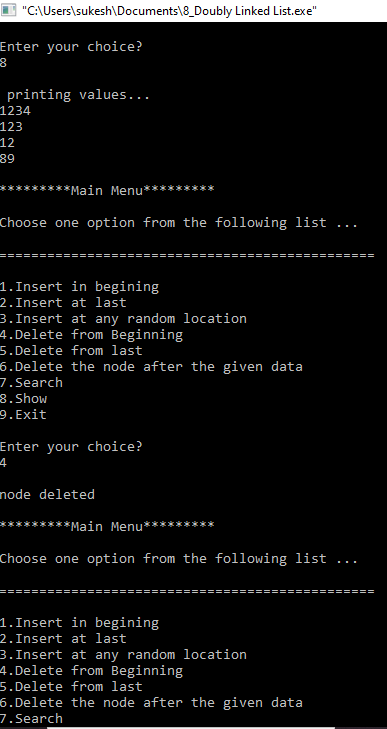 "C:\Users\sukesh\Documents\8_Doubly Linked List.exe"
Enter your choice?
8
printing values...
1234
123
12
89
*********Main Menu*********
Choose one option from the following list ...
===============================================
1.Insert in begining
2.Insert at last
3.Insert at any random location
4.Delete from Beginning
5.Delete from last
6.Delete the node after the given data
7.Search
8.Show
9.Exit
Enter your choice?
4
node deleted
*********Main Menu*********
Choose one option from the following list ...
===============================================
1.Insert in begining
2.Insert at last
3.Insert at any random location
4.Delete from Beginning
5.Delete from last
6.Delete the node after the given data
7.Search